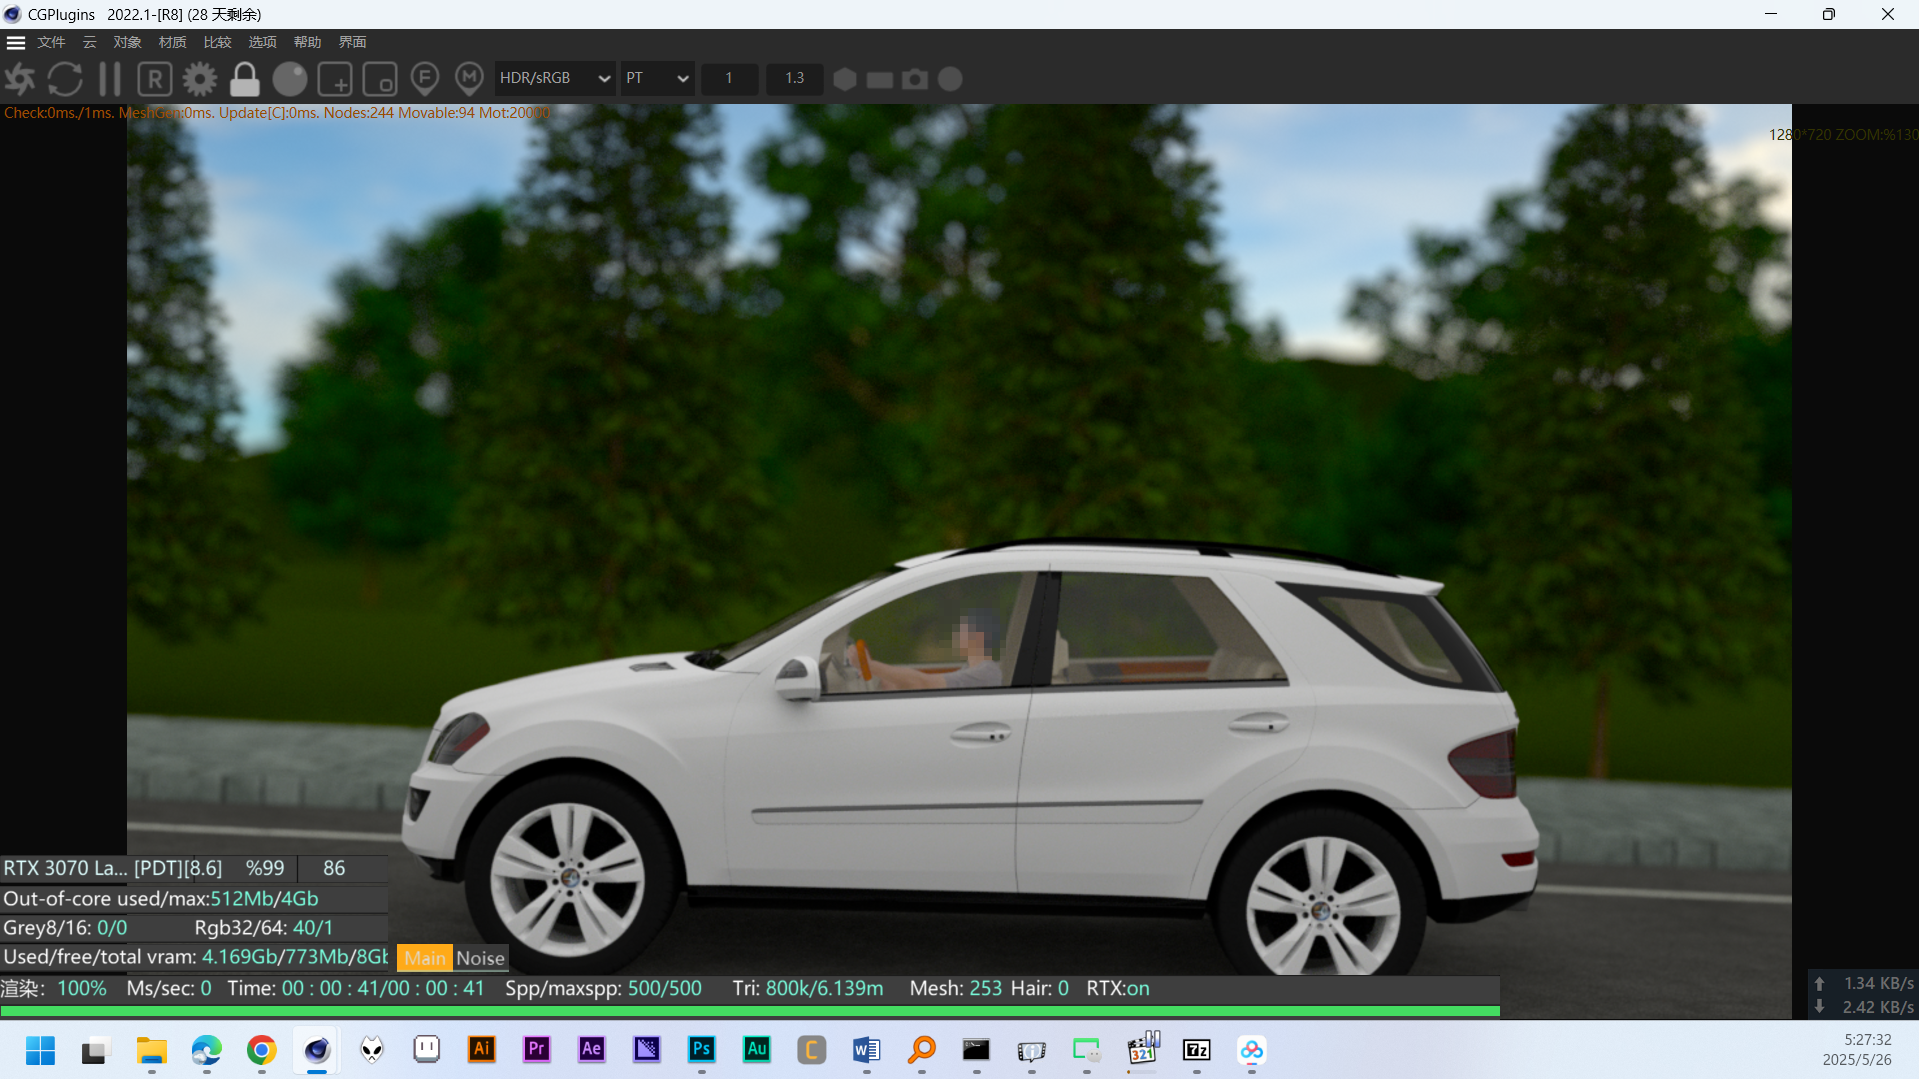 CGPlugins 2022.1-[R8] (28 天剩余)
文件 云 对象 材质 比较 选项 帮助 界面
R F M HDR/sRGB PT 1 1.3
Check:0ms./1ms. MeshGen:0ms. Update[C]:0ms. Nodes:244 Movable:94 Mot:20000
1280*720 ZOOM:%130
RTX 3070 La... [PDT][8.6] %99 86
Out-of-core used/max:512Mb/4Gb
Grey8/16: 0/0 Rgb32/64: 40/1
Used/free/total vram: 4.169Gb/773Mb/8Gb
Main Noise
渲染: 100% Ms/sec: 0 Time: 00 : 00 : 41/00 : 00 : 41 Spp/maxspp: 500/500 Tri: 800k/6.139m Mesh: 253 Hair: 0 RTX:on
1.34 KB/s
2.42 KB/s
Ai Pr Ae Ps Au C W 321 7z
5:27:32
2025/5/26